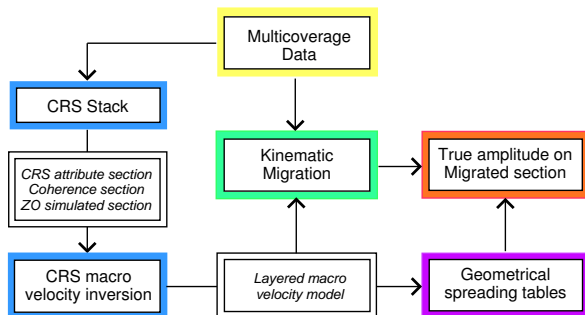 Multicoverage
Data
CRS Stack
CRS attribute section
Coherence section
ZO simulated section
Kinematic
Migration
True amplitude on
Migrated section
CRS macro
velocity inversion
Layered macro
velocity model
Geometrical
spreading tables